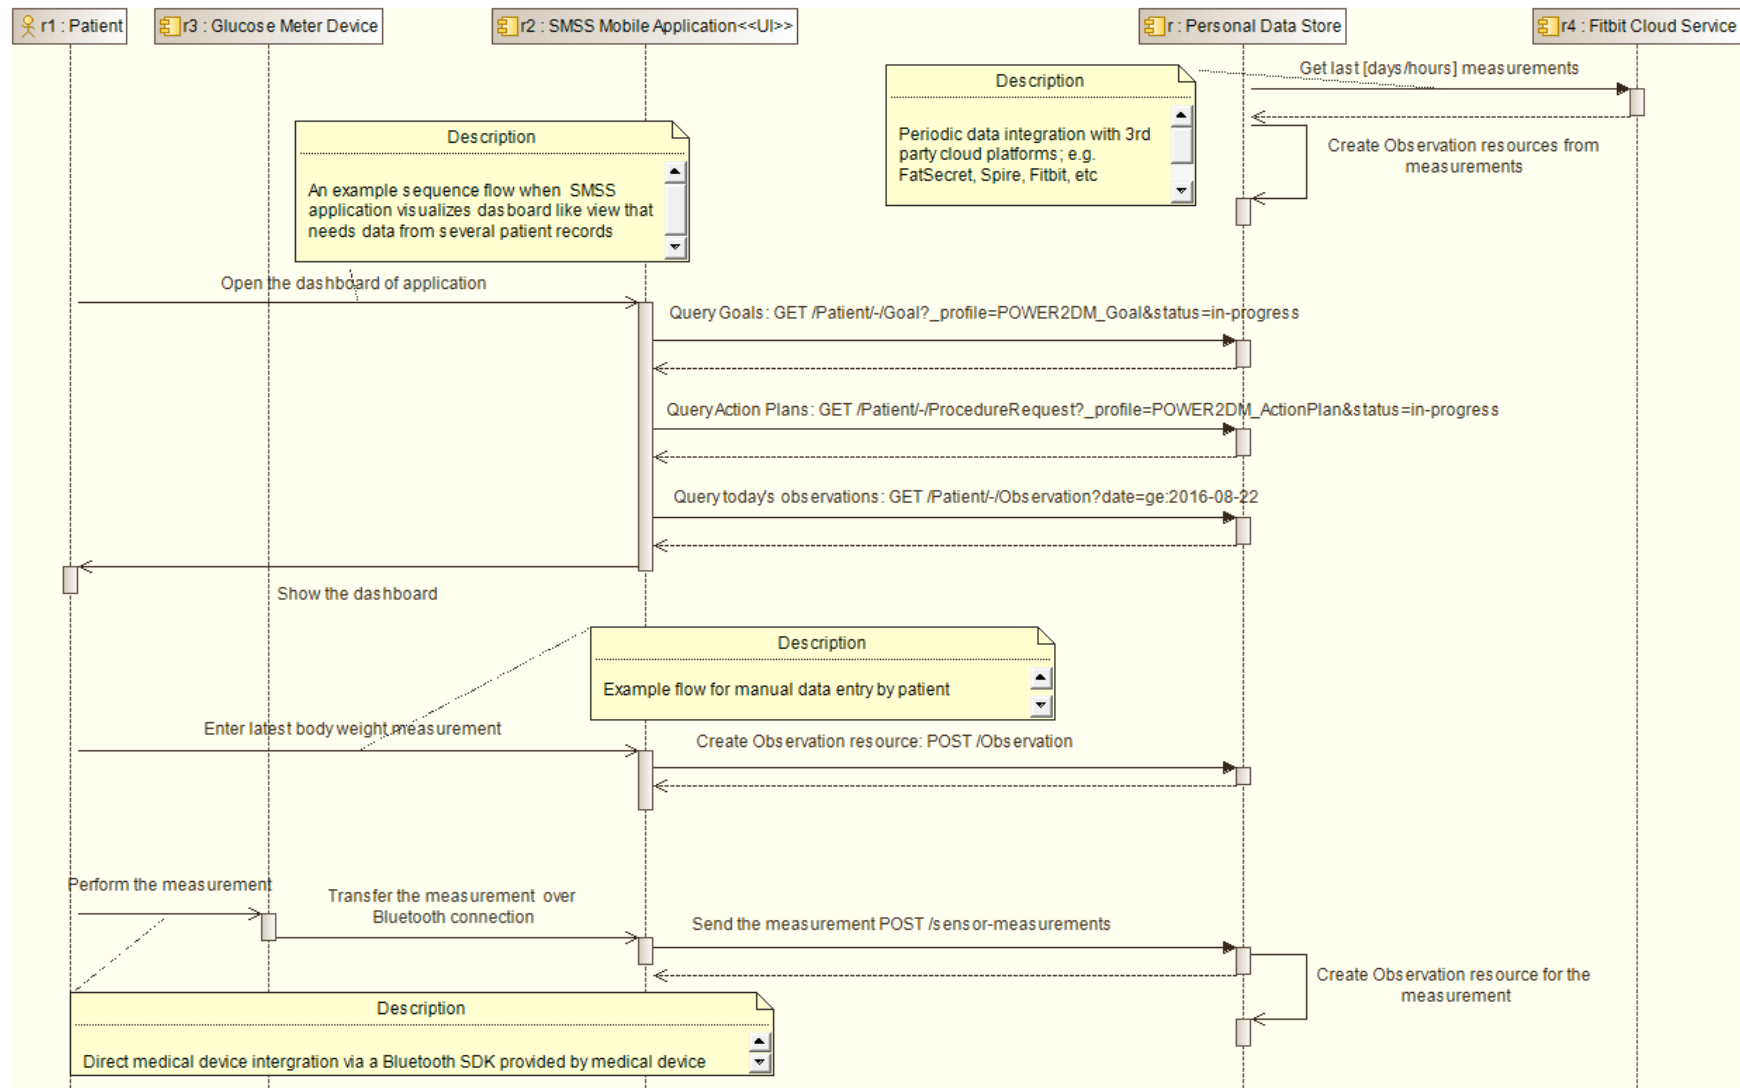 r1 : Patient
r3 : Glucose Meter Device
r2 : SMSS Mobile Application<<UI>>
r : Personal Data Store
r4 : Fitbit Cloud Service
Get last [days/hours] measurements
Description
Periodic data integration with 3rd
party cloud platforms; e.g.
FatSecret, Spire, Fitbit, etc
Create Observation resources from
measurements
Description
An example sequence flow when SMSS
application visualizes dasboard like view that
needs data from several patient records
Open the dashboard of application
Query Goals: GET /Patient/-/Goal?_profile=POWER2DM_Goal&status=in-progress
Query Action Plans: GET /Patient/-/ProcedureRequest?_profile=POWER2DM_ActionPlan&status=in-progress
Query today's observations: GET /Patient/-/Observation?date=ge:2016-08-22
Show the dashboard
Description
Example flow for manual data entry by patient
Enter latest body weight measurement
Create Observation resource: POST /Observation
Perform the measurement
Transfer the measurement over
Bluetooth connection
Send the measurement POST /sensor-measurements
Create Observation resource for the
measurement
Description
Direct medical device intergration via a Bluetooth SDK provided by medical device